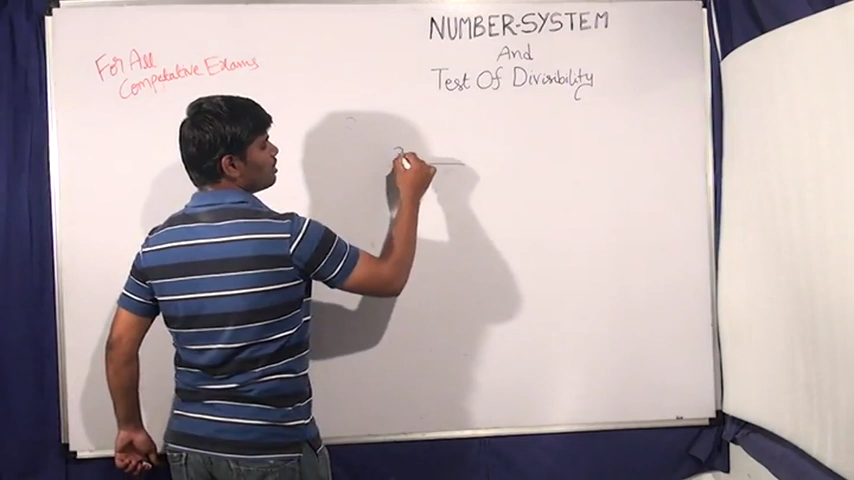 NUMBER-SYSTEM
And
Test Of Divisibility
For All
Competative Exams